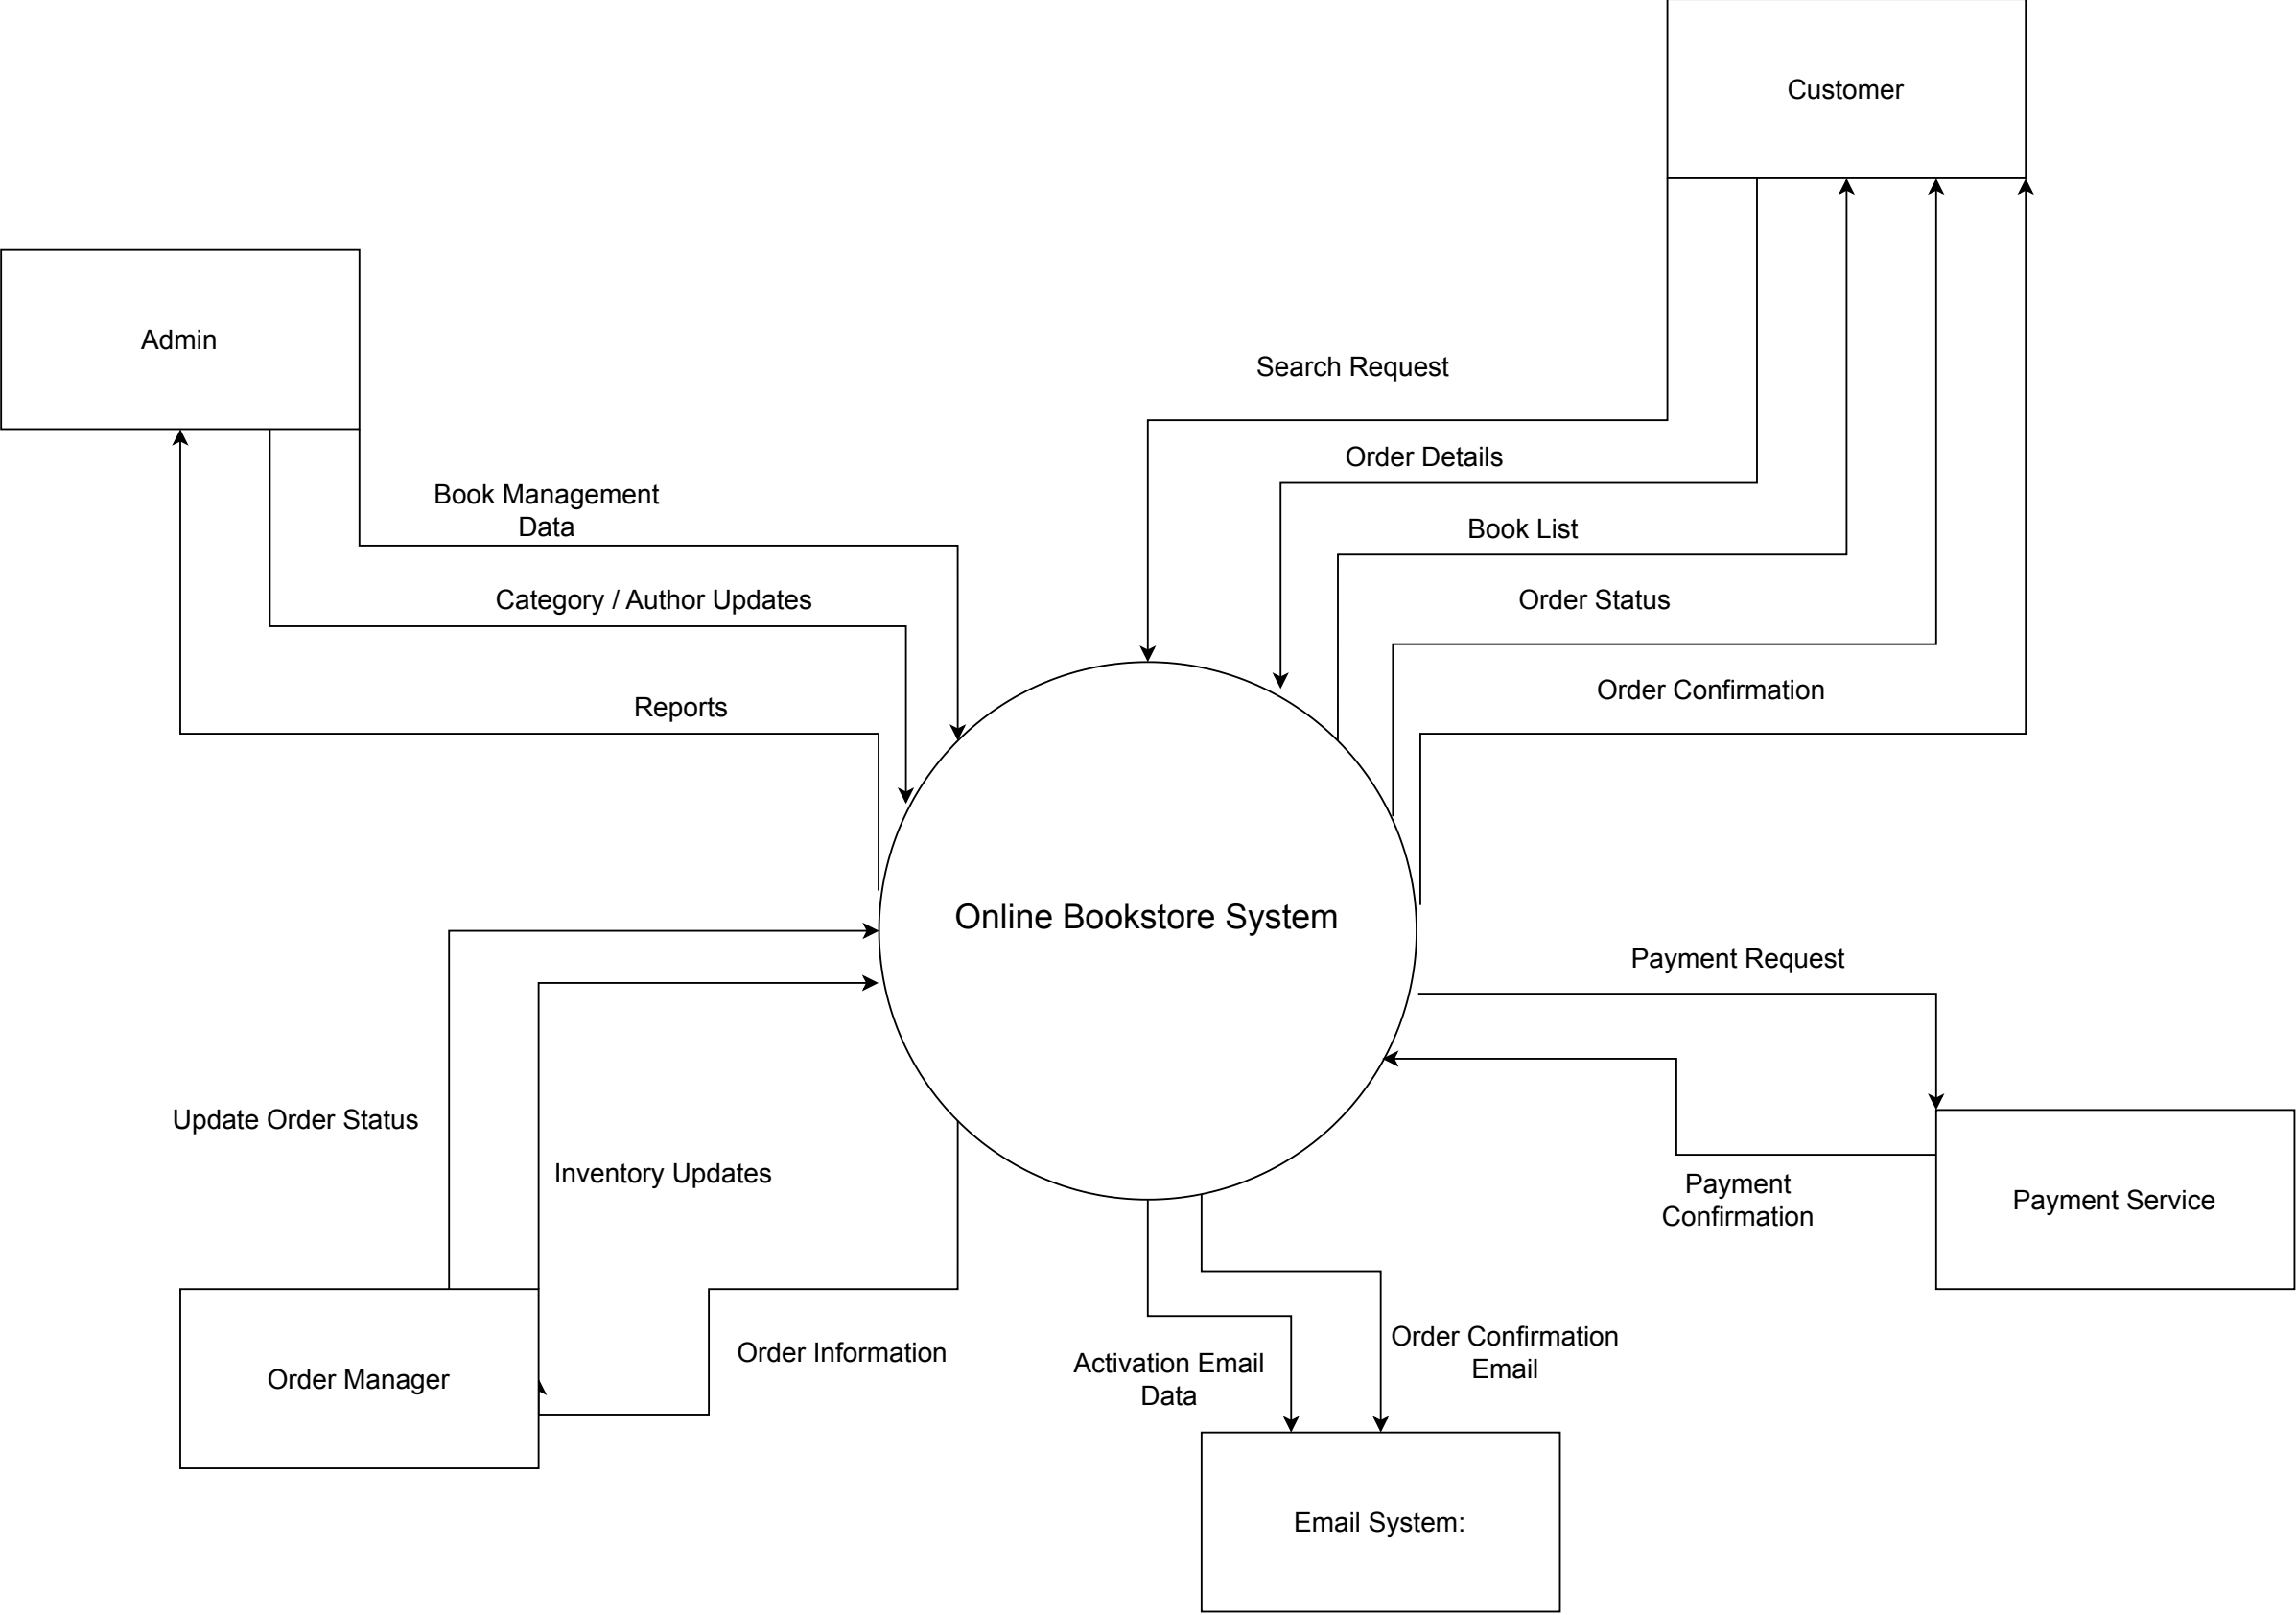 Customer
Admin
Search Request
Order Details
Book Management
Data
Book List
Category / Author Updates
Order Status
Order Confirmation
Reports
Online Bookstore System
Payment Request
Update Order Status
Inventory Updates
Payment
Confirmation
Payment Service
Order Information
Order Manager
Activation Email
Data
Order Confirmation
Email
Email System: